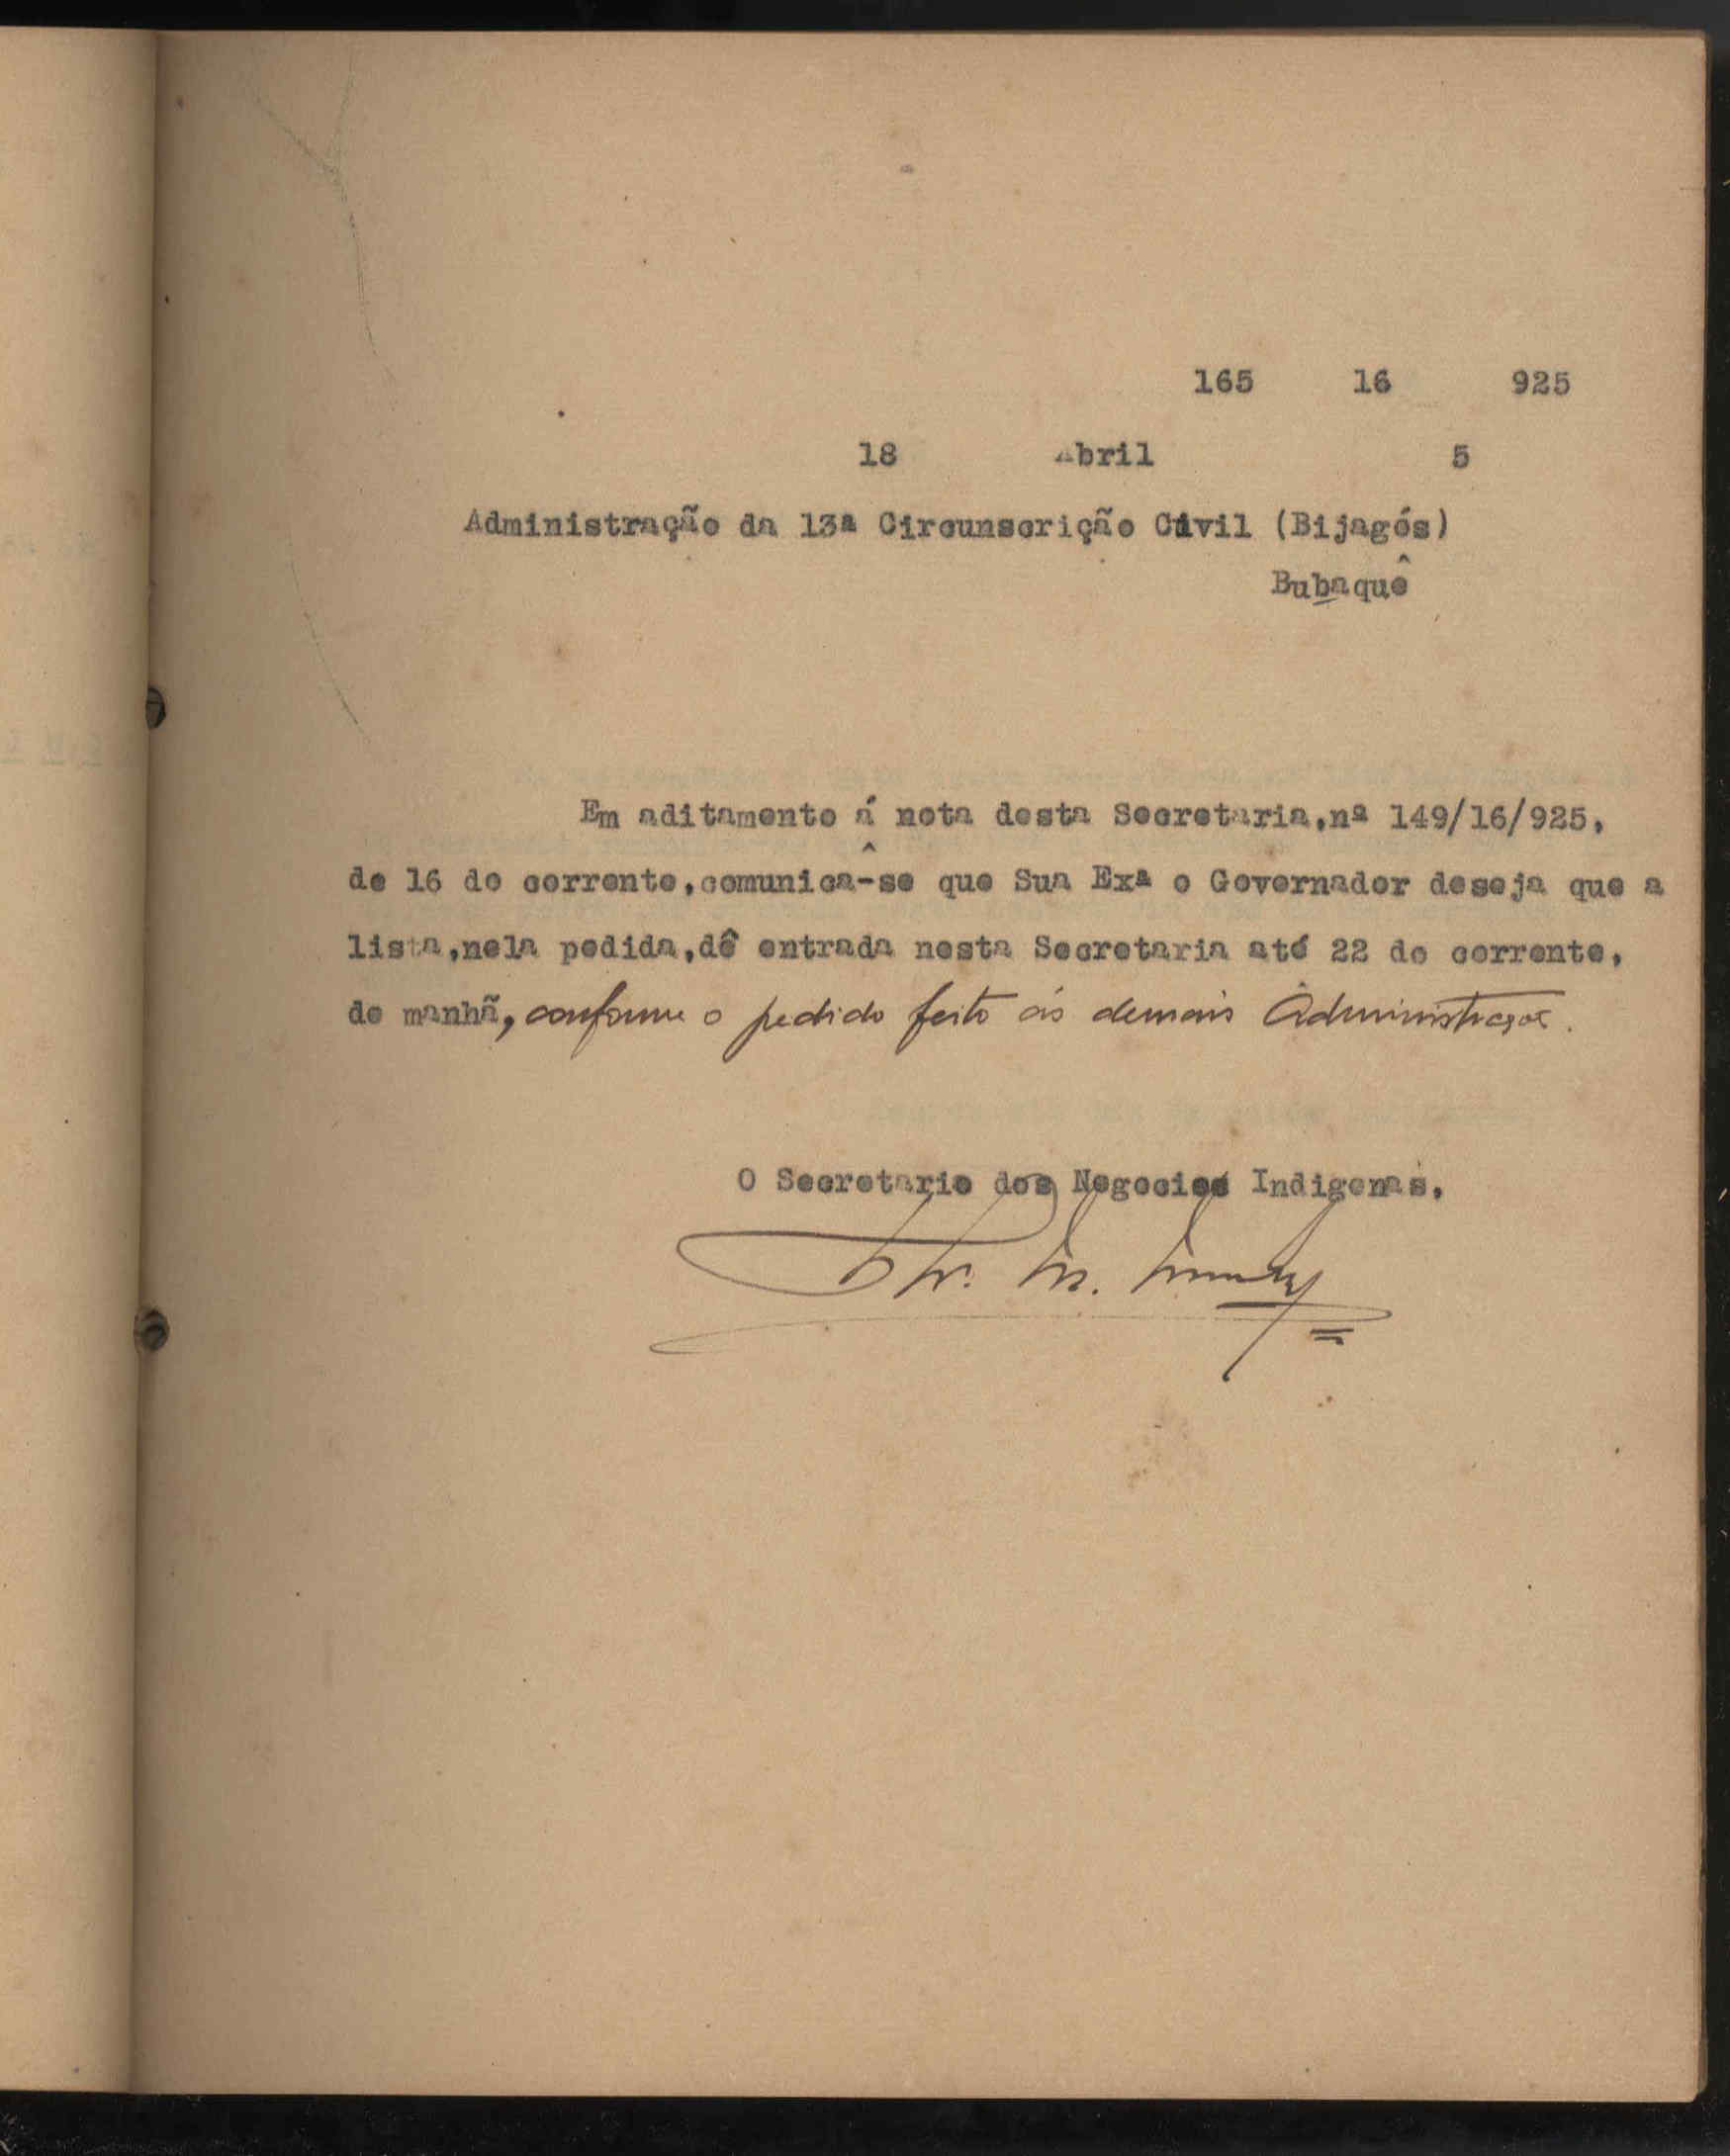 165 16 925
18 Abril 5
Administração da 13ª Circunscrição Civil (Bijagós)
Bubaquê
Em aditamento á nota desta Secretaria,nº 149/16/925,
de 16 do corrente,comunica-se que Sua Exª o Governador deseja que a
lista,nela pedida,dê entrada nesta Secretaria até 22 do corrente,
de manhã, conforme o pedido feito ás demais Administrações.
O Secretario dos Negocios Indigenas,